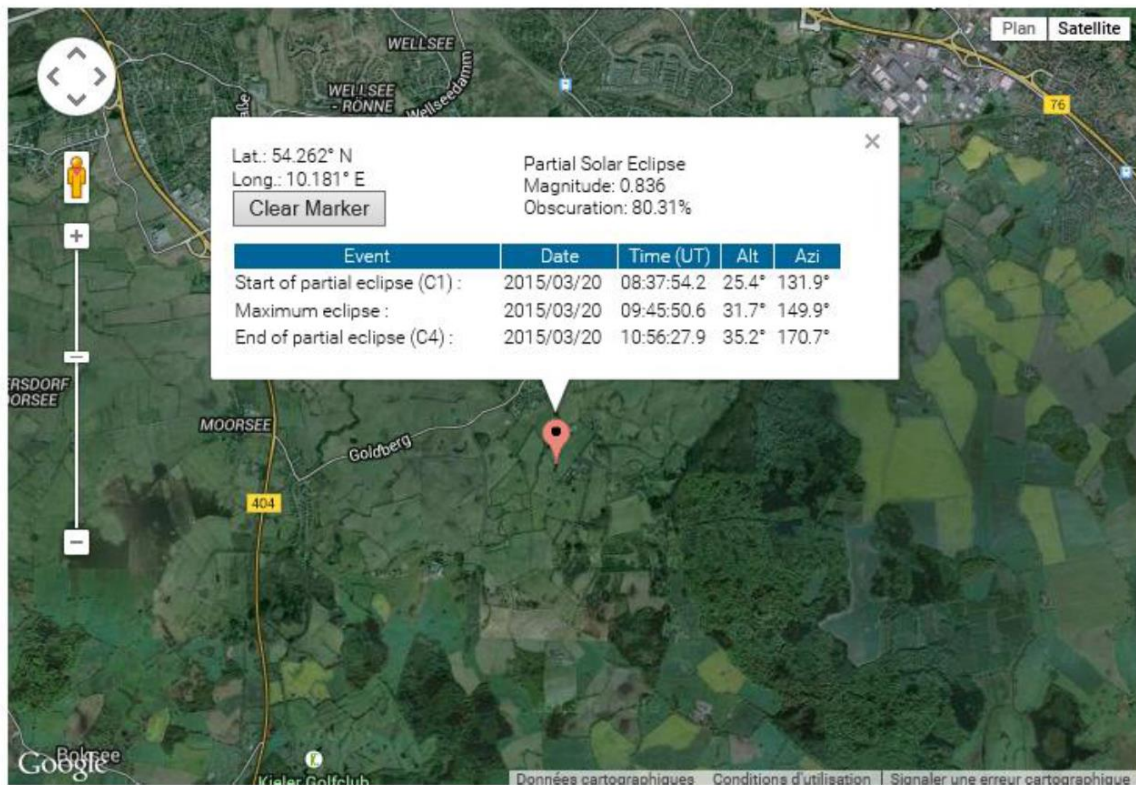 WELLSEE
Plan Satellite
WELLSEE
- RÖNNE
Wellseedamm
76
×
Lat.: 54.262° N
Long.: 10.181° E
Clear Marker
Partial Solar Eclipse
Magnitude: 0.836
Obscuration: 80.31%
Event Date Time (UT) Alt Azi
Start of partial eclipse (C1) : 2015/03/20 08:37:54.2 25.4° 131.9°
Maximum eclipse : 2015/03/20 09:45:50.6 31.7° 149.9°
End of partial eclipse (C4) : 2015/03/20 10:56:27.9 35.2° 170.7°
MOORSEE
Goldberg
404
Boksee
Google
Kieler Golfclub
Données cartographiques Conditions d'utilisation Signaler une erreur cartographique